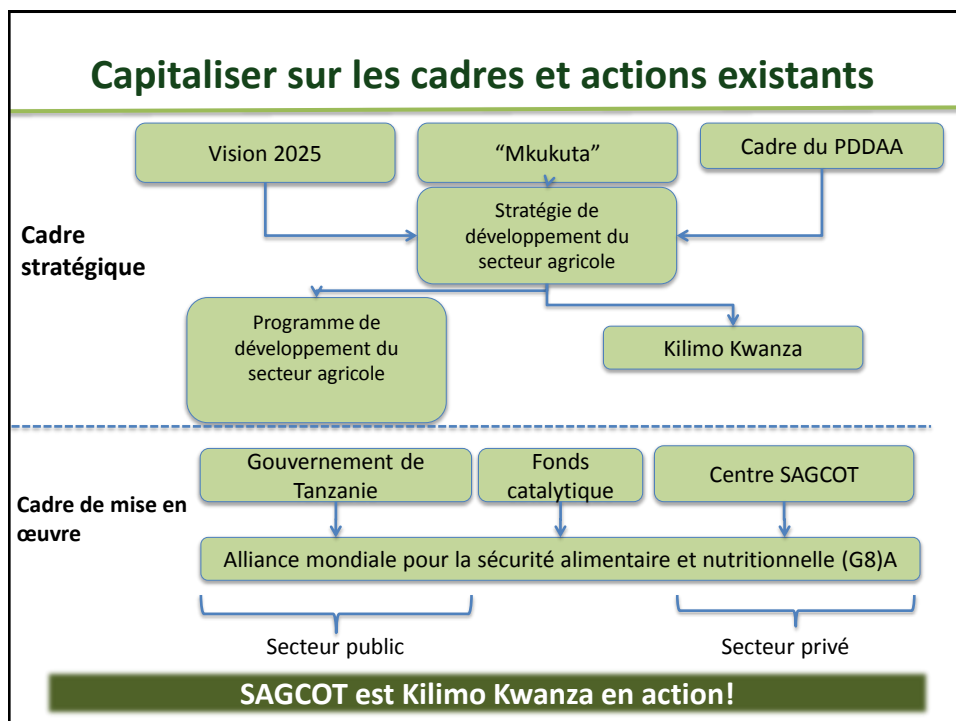 Capitaliser sur les cadres et actions existants
Vision 2025
“Mkukuta”
Cadre du PDDAA
Cadre
stratégique
Stratégie de
développement du
secteur agricole
Programme de
développement du
secteur agricole
Kilimo Kwanza
Cadre de mise en
œuvre
Gouvernement de
Tanzanie
Fonds
catalytique
Centre SAGCOT
Alliance mondiale pour la sécurité alimentaire et nutritionnelle (G8)A
Secteur public
Secteur privé
SAGCOT est Kilimo Kwanza en action!